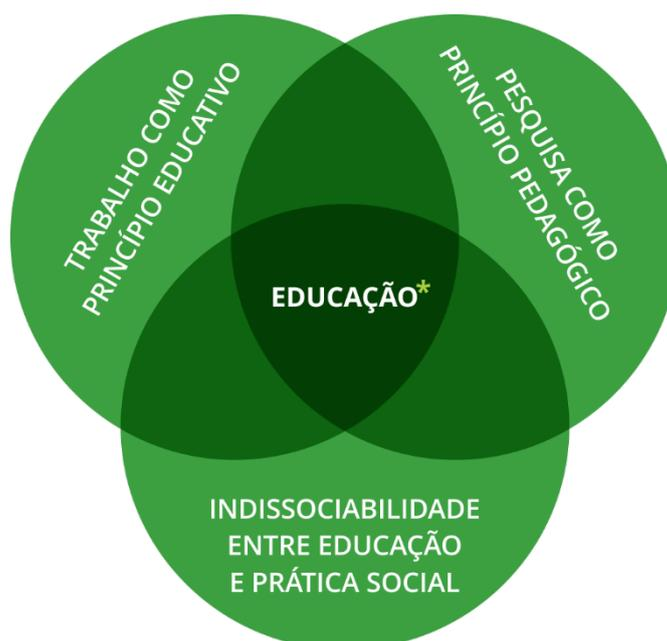 TRABALHO COMO
PRINCÍPIO EDUCATIVO
PESQUISA COMO
PRINCÍPIO PEDAGÓGICO
EDUCAÇÃO*
INDISSOCIABILIDADE
ENTRE EDUCAÇÃO
E PRÁTICA SOCIAL